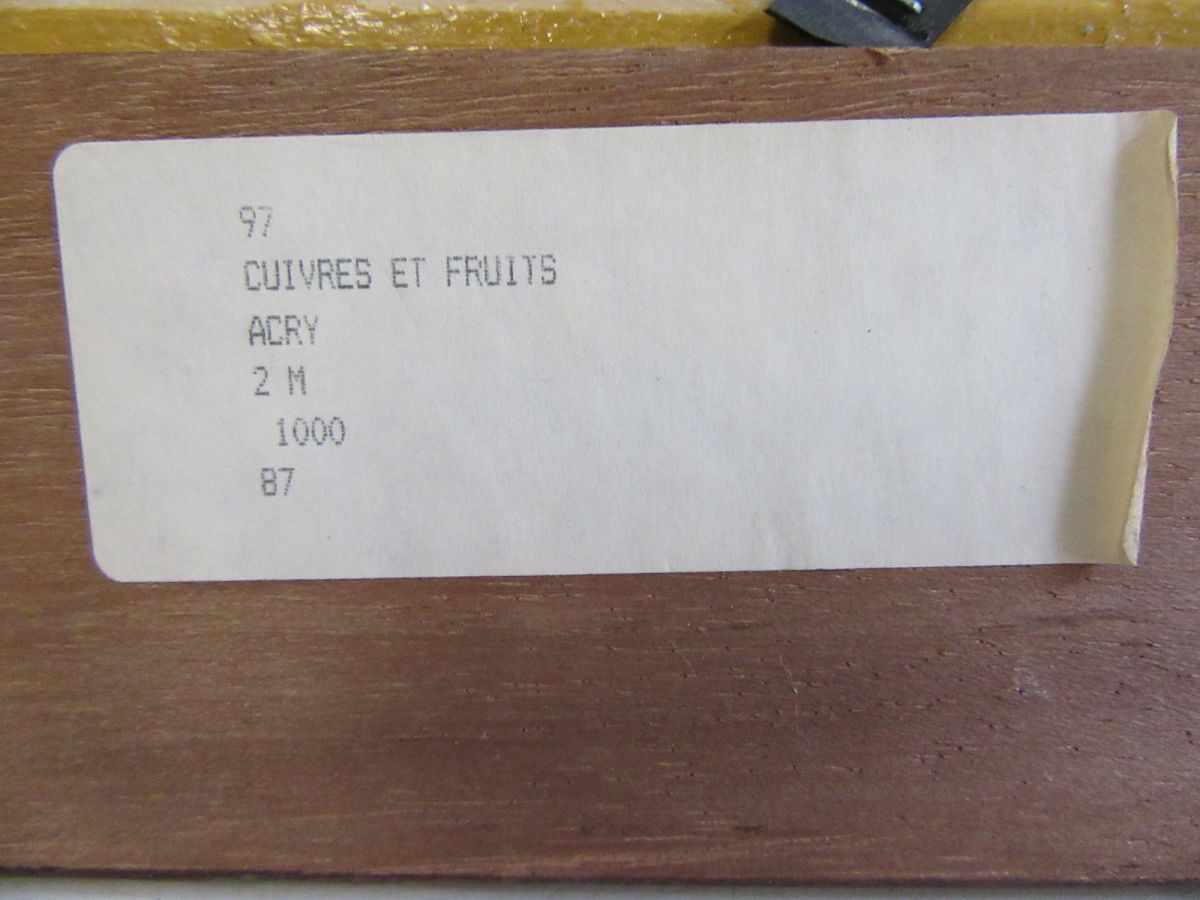 97
CUIVRES ET FRUITS
ACRY
2 M
1000
87